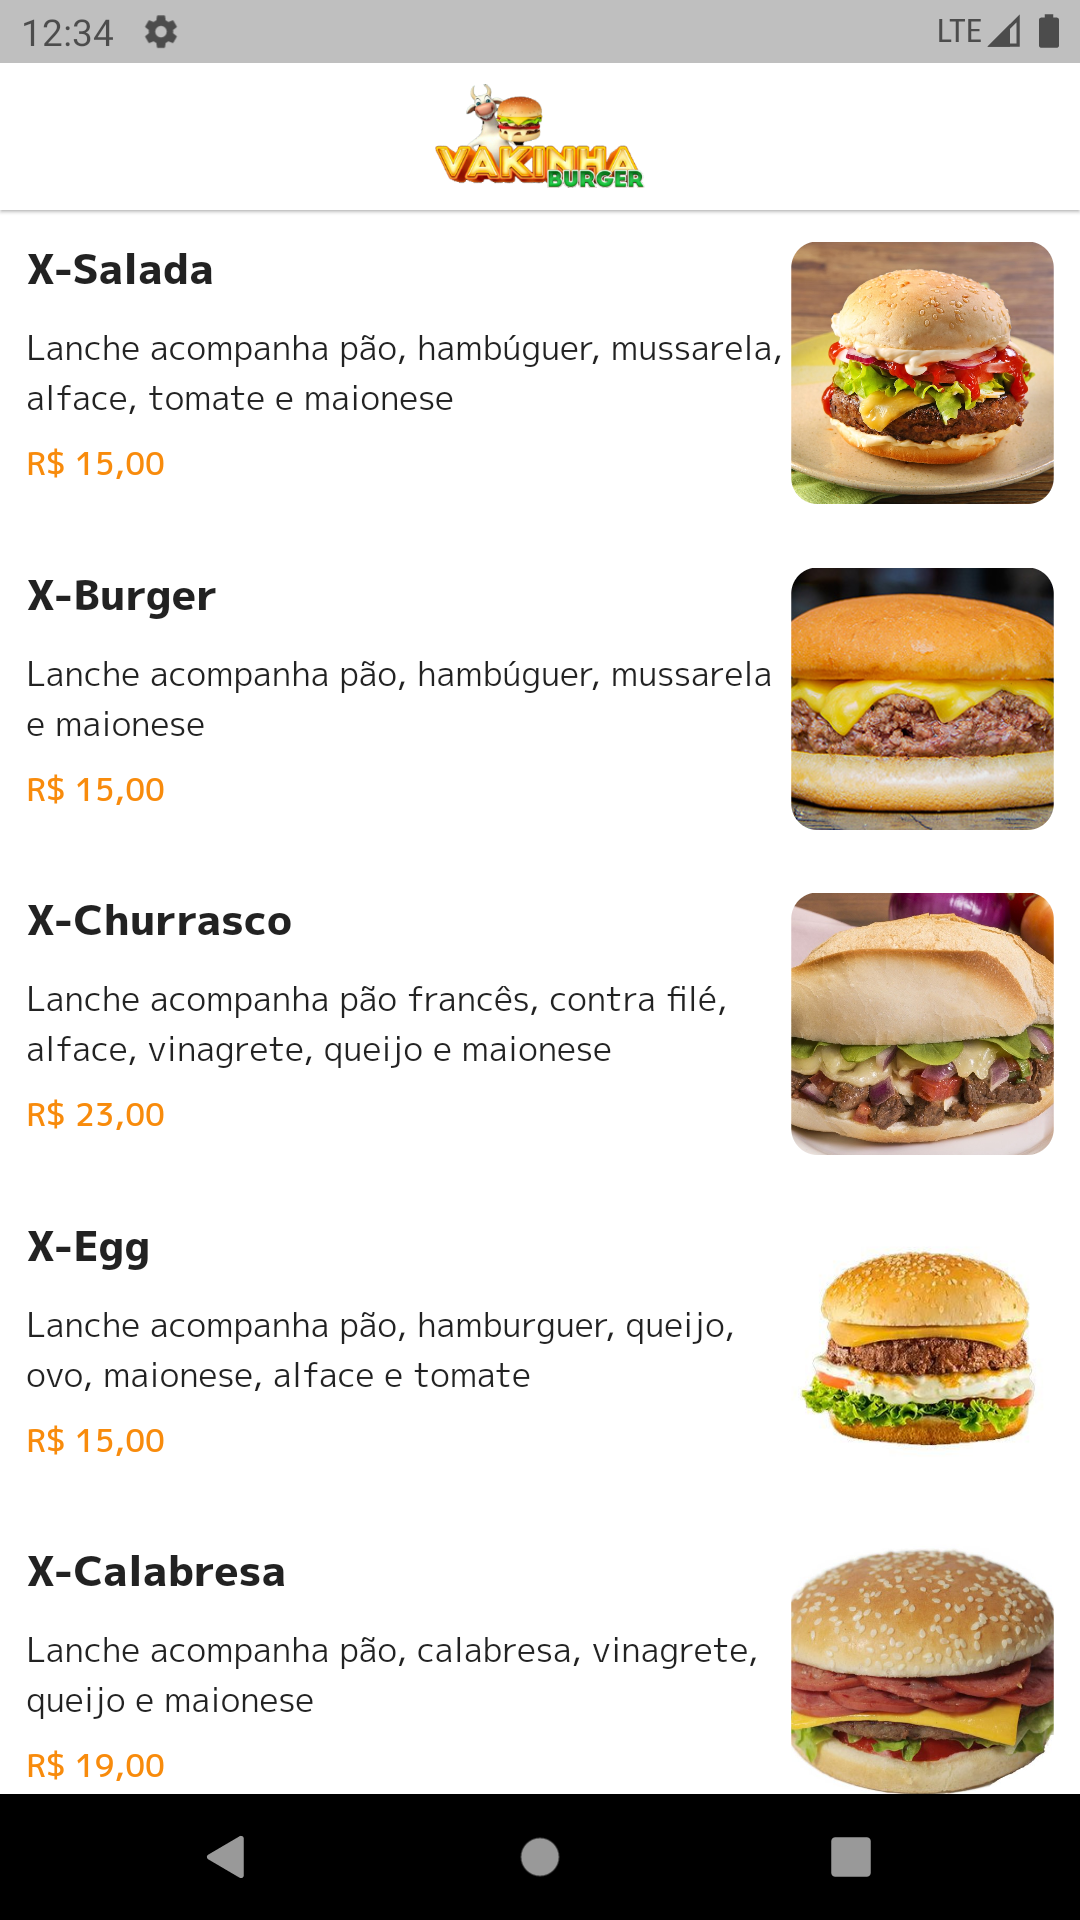 12:34
LTE
VAKINHA
BURGER
X-Salada
Lanche acompanha pão, hambúguer, mussarela,
alface, tomate e maionese
R$ 15,00
X-Burger
Lanche acompanha pão, hambúguer, mussarela
e maionese
R$ 15,00
X-Churrasco
Lanche acompanha pão francês, contra filé,
alface, vinagrete, queijo e maionese
R$ 23,00
X-Egg
Lanche acompanha pão, hamburguer, queijo,
ovo, maionese, alface e tomate
R$ 15,00
X-Calabresa
Lanche acompanha pão, calabresa, vinagrete,
queijo e maionese
R$ 19,00